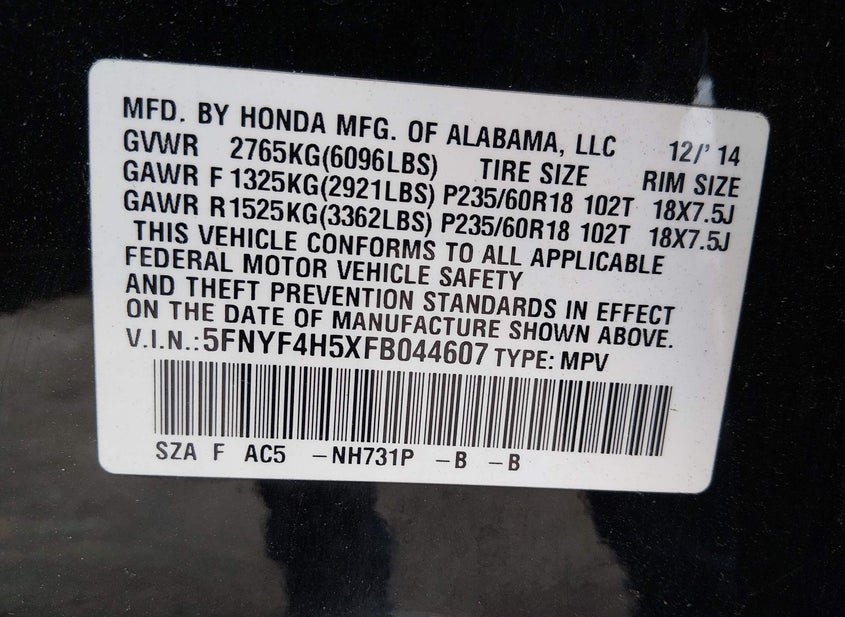 MFD. BY HONDA MFG. OF ALABAMA, LLC 12/' 14
GVWR 2765KG(6096LBS) TIRE SIZE RIM SIZE
GAWR F 1325KG(2921LBS) P235/60R18 102T 18X7.5J
GAWR R1525KG(3362LBS) P235/60R18 102T 18X7.5J
THIS VEHICLE CONFORMS TO ALL APPLICABLE
FEDERAL MOTOR VEHICLE SAFETY
AND THEFT PREVENTION STANDARDS IN EFFECT
ON THE DATE OF MANUFACTURE SHOWN ABOVE.
V.I.N.:5FNYF4H5XFB044607 TYPE: MPV
SZA F AC5 -NH731P -B -B